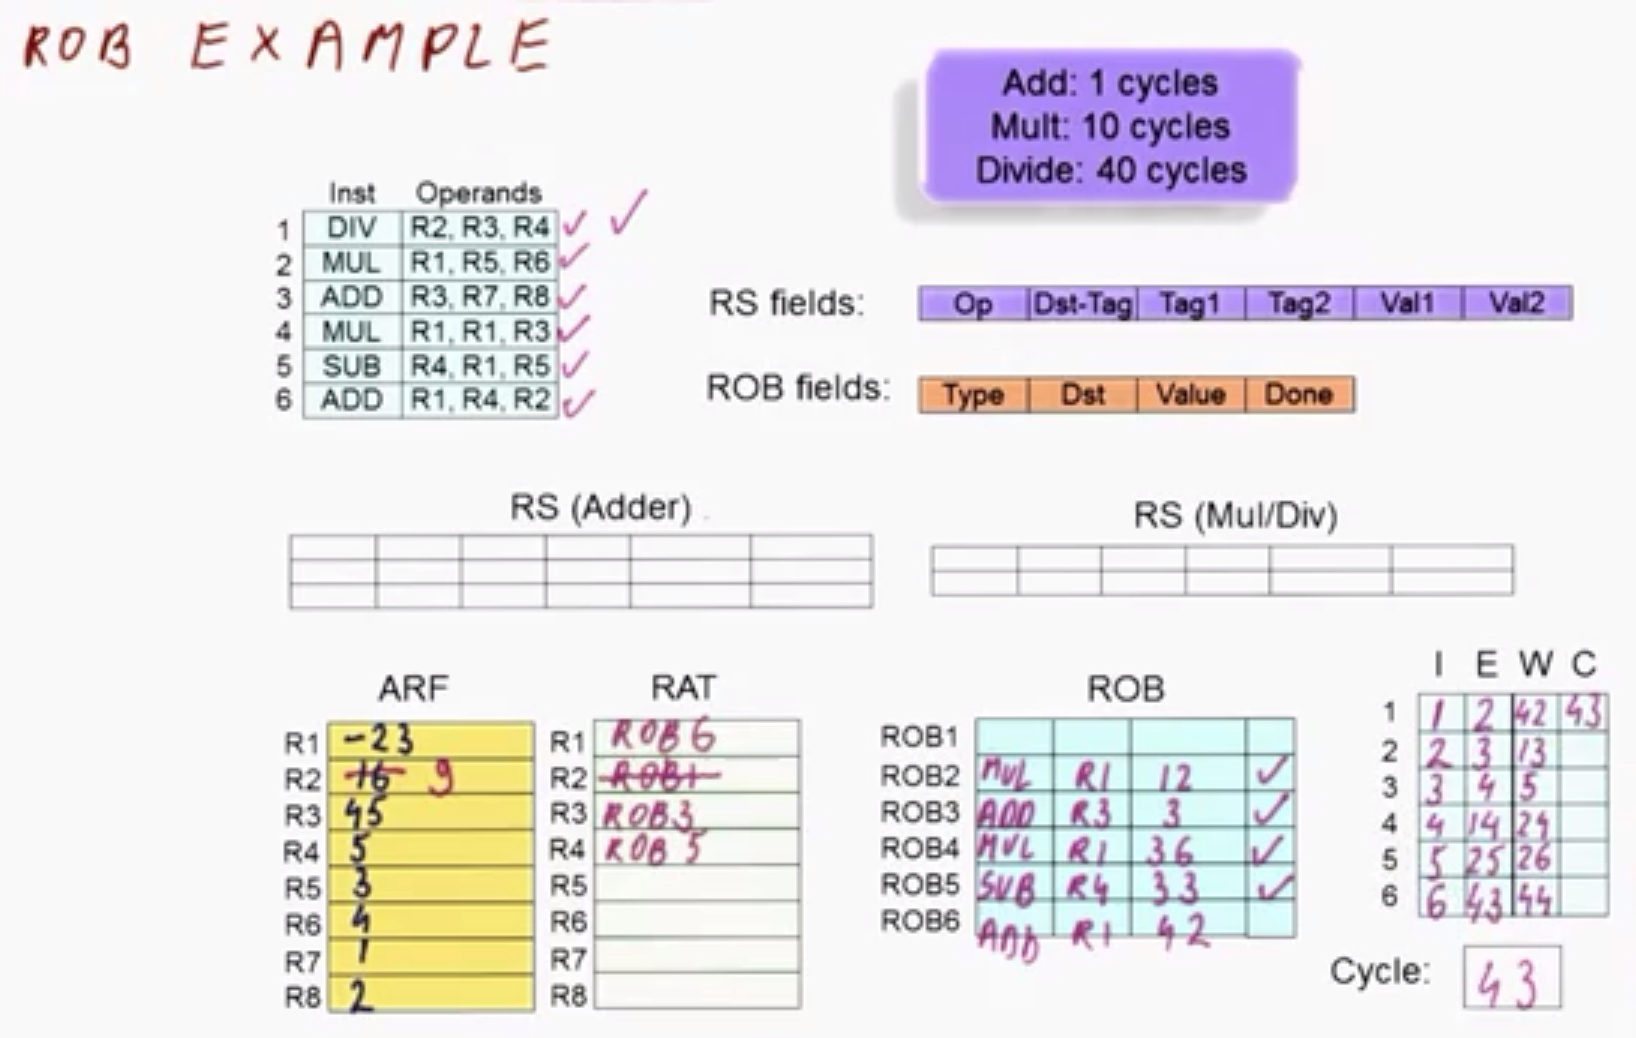 ROB EXAMPLE
Add: 1 cycles
Mult: 10 cycles
Divide: 40 cycles
Inst Operands
1 DIV R2, R3, R4 ✓ ✓
2 MUL R1, R5, R6 ✓
3 ADD R3, R7, R8 ✓
4 MUL R1, R1, R3 ✓
5 SUB R4, R1, R5 ✓
6 ADD R1, R4, R2 ✓
RS fields: Op Dst-Tag Tag1 Tag2 Val1 Val2
ROB fields: Type Dst Value Done
RS (Adder)
RS (Mul/Div)
ARF
R1 -23
R2 16 9
R3 45
R4 5
R5 3
R6 4
R7 1
R8 2
RAT
R1 ROB6
R2 ROB1
R3 ROB3
R4 ROB5
R5
R6
R7
R8
ROB
ROB1
ROB2 MUL R1 12 ✓
ROB3 ADD R3 3 ✓
ROB4 MUL R1 36 ✓
ROB5 SUB R4 33 ✓
ROB6 ADD R1 42
I E W C
1 1 2 42 43
2 2 3 13
3 3 4 5
4 4 14 24
5 5 25 26
6 6 43 44
Cycle: 43